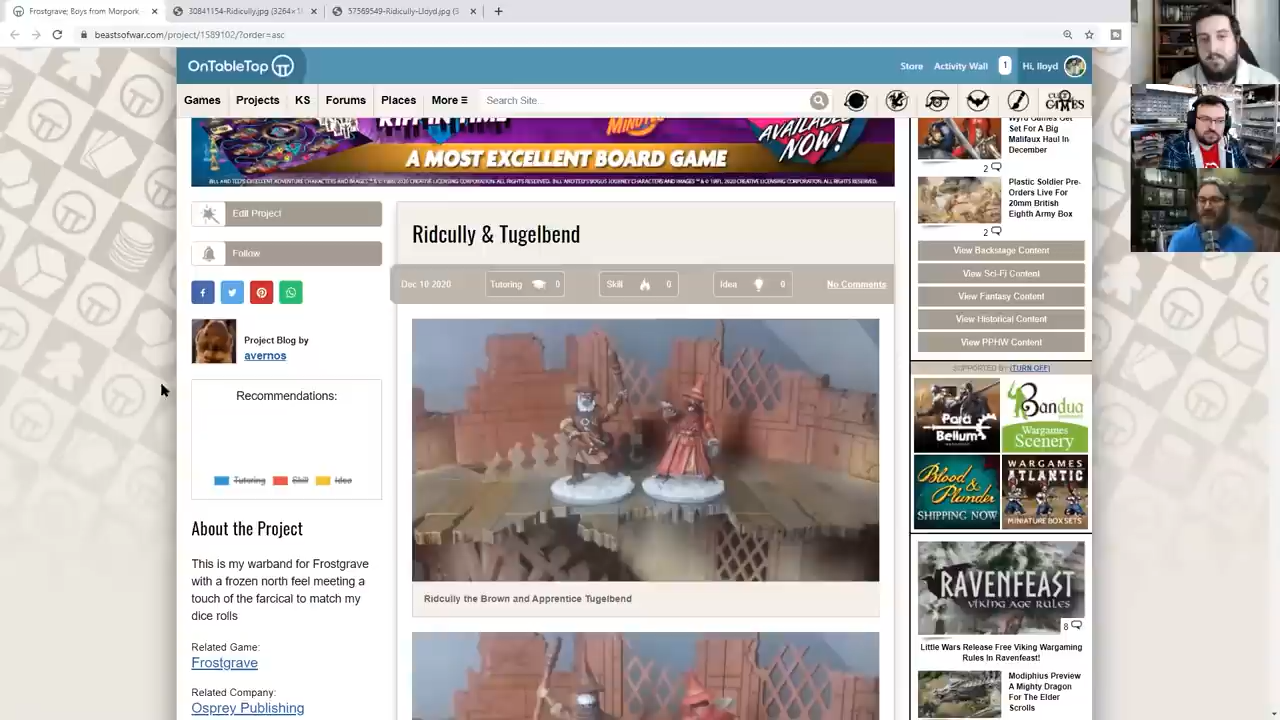 Frostgrave; Boys from Morpork
30841154-Ridicully.jpg (3264×1
57569549-Ridicully-Lloyd.jpg (3
beastsofwar.com/project/1589102/?order=asc
OnTableTop
Store
Activity Wall
1
Hi, lloyd
Games
Projects
KS
Forums
Places
More
Search Site...
CULT OF GAMES
RIFF IN TIME
MINUTES
AVAILABLE NOW!
A MOST EXCELLENT BOARD GAME
Edit Project
Follow
Project Blog by
avernos
Recommendations:
Tutoring
Skill
Idea
About the Project
This is my warband for Frostgrave
with a frozen north feel meeting a
touch of the farcical to match my
dice rolls
Related Game:
Frostgrave
Related Company:
Osprey Publishing
Ridcully & Tugelbend
Dec 10 2020
Tutoring
0
Skill
0
Idea
0
No Comments
Ridcully the Brown and Apprentice Tugelbend
Wyrd Games Get
Set For A Big
Malifaux Haul In
December
2
Plastic Soldier Pre-
Orders Live For
20mm British
Eighth Army Box
2
View Backstage Content
View Sci-Fi Content
View Fantasy Content
View Historical Content
View PPHW Content
SUPPORTED BY (TURN OFF)
Para Bellum
Bandua
Wargames
Scenery
Blood &
Plunder
SHIPPING NOW
WARGAMES
ATLANTIC
MINIATURE BOX SETS
RAVENFEAST
VIKING AGE RULES
8
Little Wars Release Free Viking Wargaming
Rules In Ravenfeast!
Modiphius Preview
A Mighty Dragon
For The Elder
Scrolls